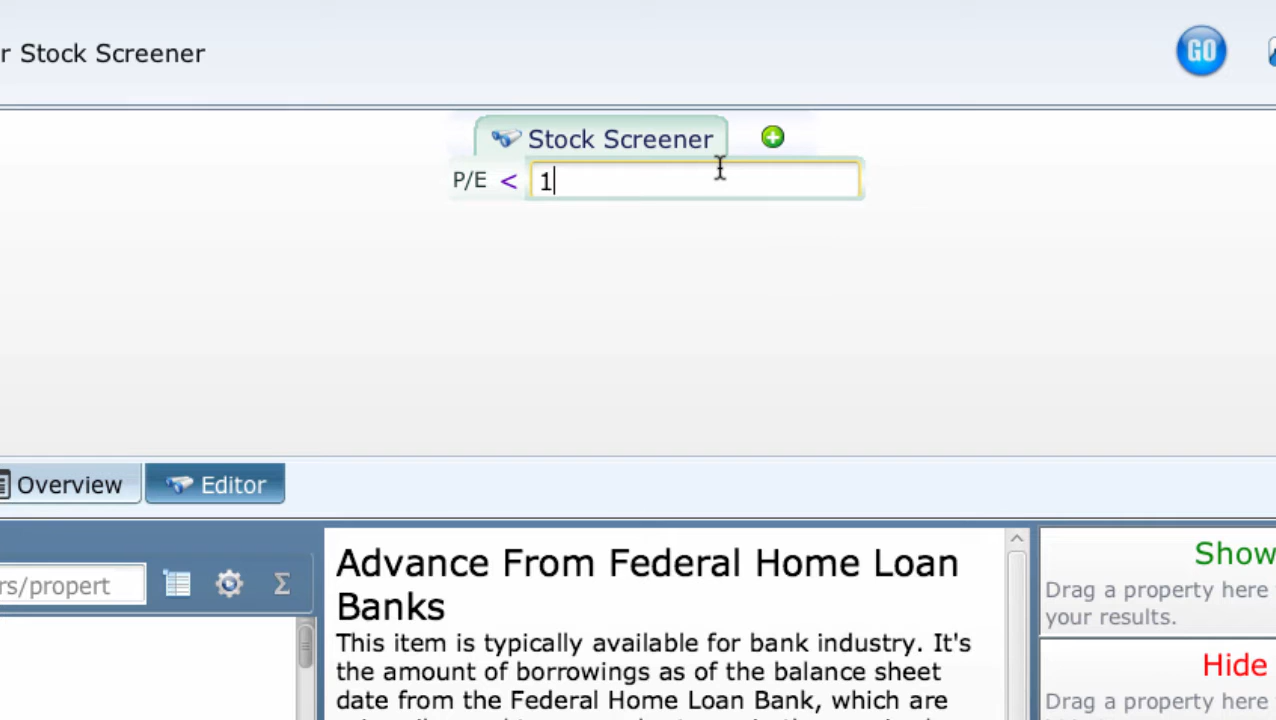 r Stock Screener
GO
Stock Screener
P/E < 1
Overview
Editor
rs/propert
Σ
Advance From Federal Home Loan
Banks
This item is typically available for bank industry. It's
the amount of borrowings as of the balance sheet
date from the Federal Home Loan Bank, which are
Show
Drag a property here
your results.
Hide
Drag a property here